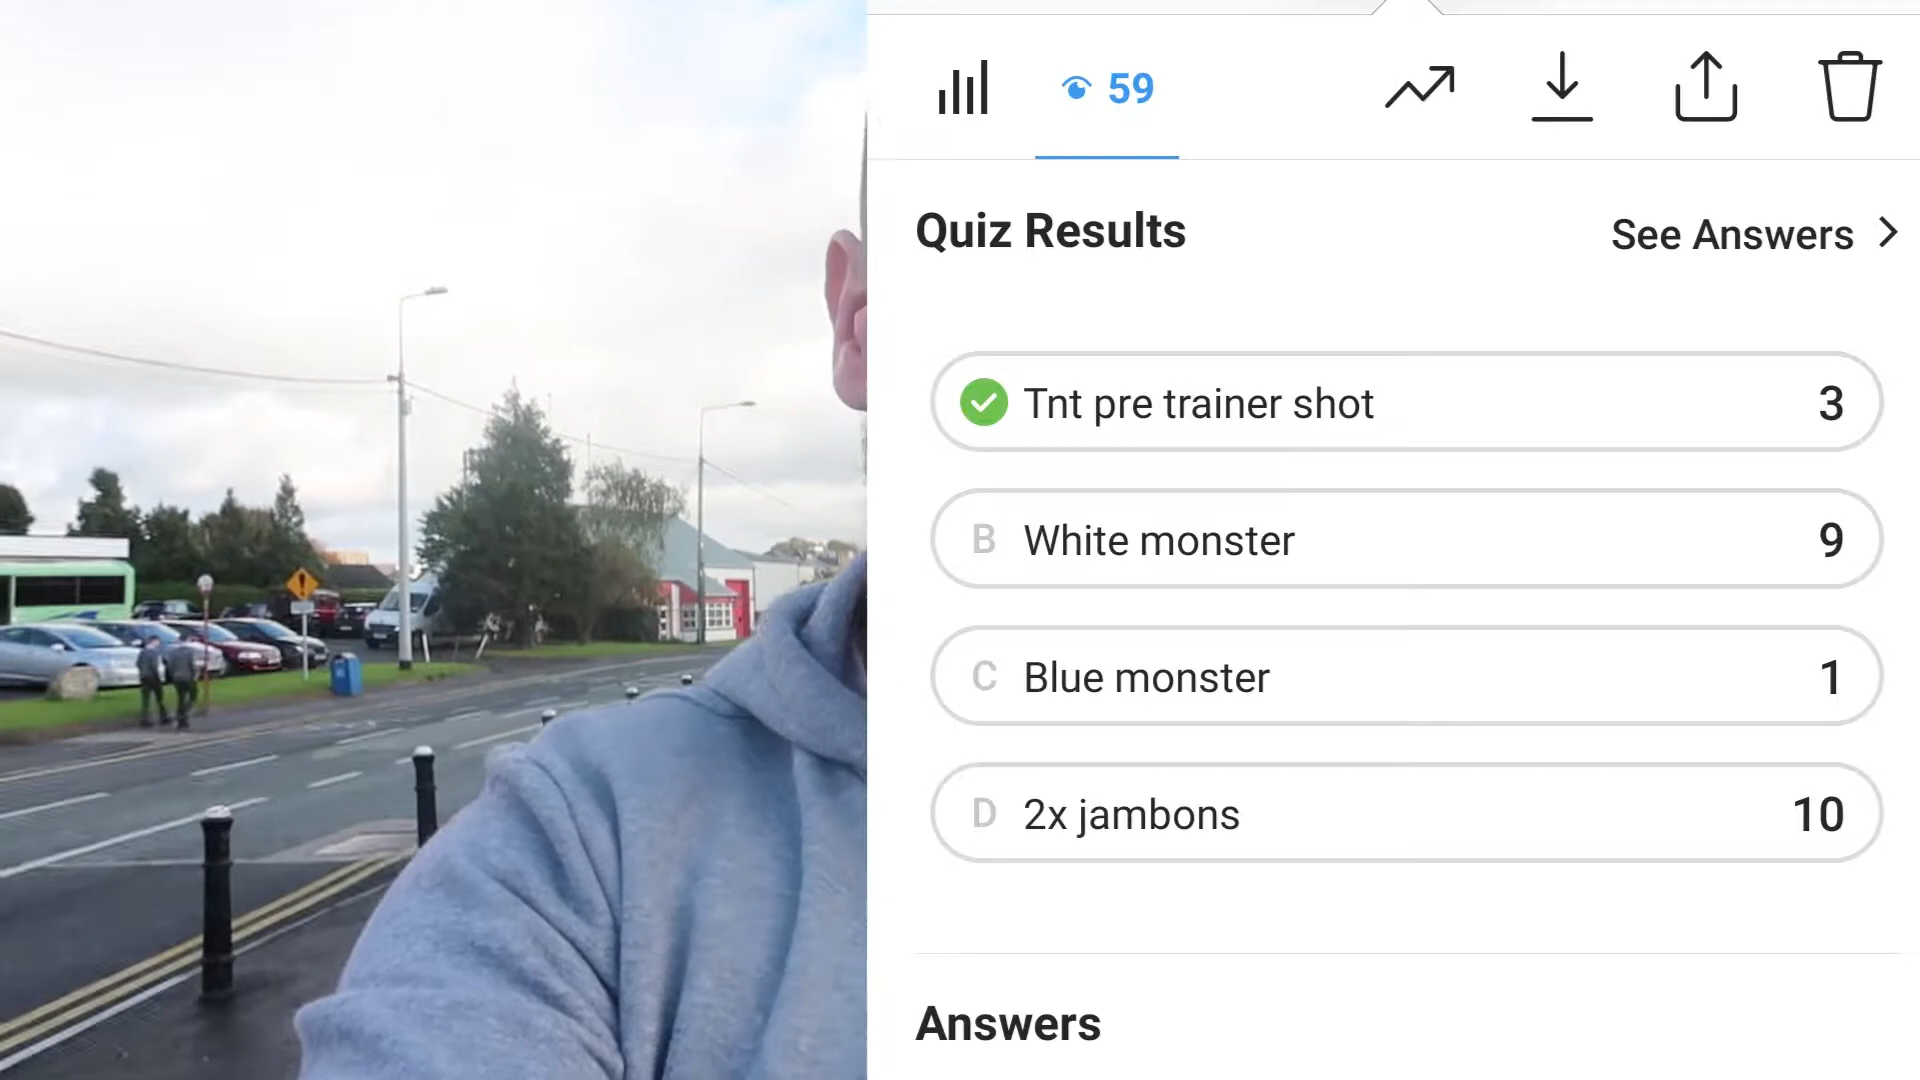 59
Quiz Results
See Answers
Tnt pre trainer shot 3
B White monster 9
C Blue monster 1
D 2x jambons 10
Answers